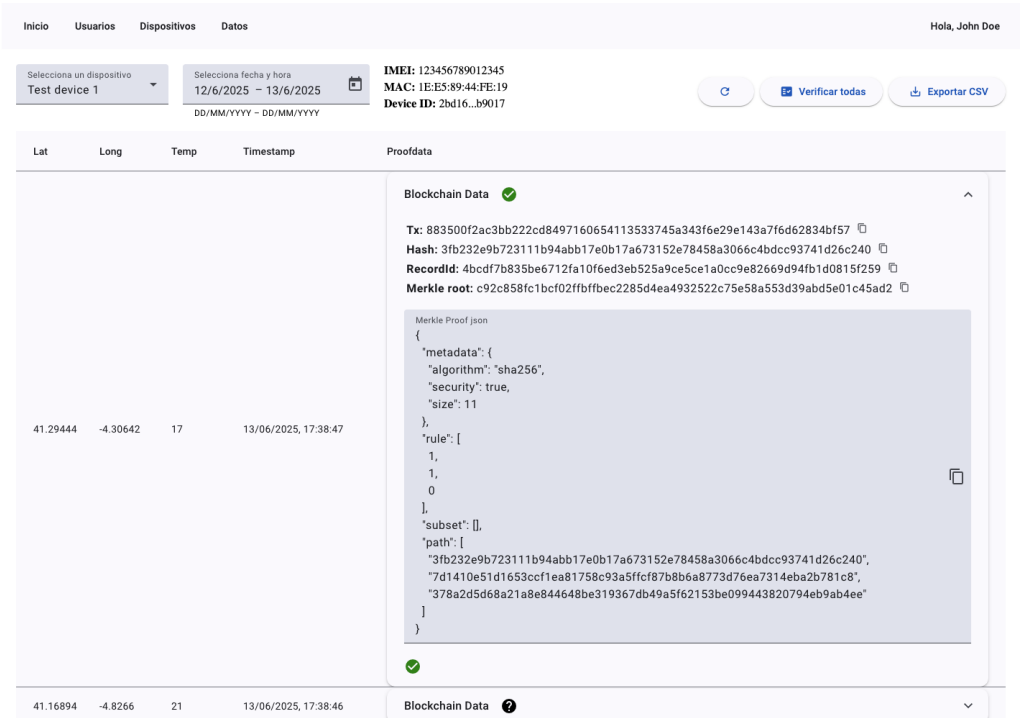 Inicio Usuarios Dispositivos Datos Hola, John Doe
Selecciona un dispositivo
Test device 1
Selecciona fecha y hora
12/6/2025 – 13/6/2025
DD/MM/YYYY – DD/MM/YYYY
IMEI: 123456789012345
MAC: 1E:E5:89:44:FE:19
Device ID: 2bd16...b9017
Verificar todas
Exportar CSV
Lat Long Temp Timestamp Proofdata
Blockchain Data
Tx: 883500f2ac3bb222cd8497160654113533745a343f6e29e143a7f6d62834bf57
Hash: 3fb232e9b723111b94abb17e0b17a673152e78458a3066c4bdcc93741d26c240
RecordId: 4bcdf7b835be6712fa10f6ed3eb525a9ce5ce1a0cc9e82669d94fb1d0815f259
Merkle root: c92c858fc1bcf02ffbffbec2285d4ea4932522c75e58a553d39abd5e01c45ad2
Merkle Proof json
{
"metadata": {
"algorithm": "sha256",
"security": true,
"size": 11
},
"rule": [
1,
1,
0
],
"subset": [],
"path": [
"3fb232e9b723111b94abb17e0b17a673152e78458a3066c4bdcc93741d26c240",
"7d1410e51d1653ccf1ea81758c93a5ffcf87b8b6a8773d76ea7314eba2b781c8",
"378a2d5d68a21a8e844648be319367db49a5f62153be099443820794eb9ab4ee"
]
}
41.29444 -4.30642 17 13/06/2025, 17:38:47
41.16894 -4.8266 21 13/06/2025, 17:38:46 Blockchain Data